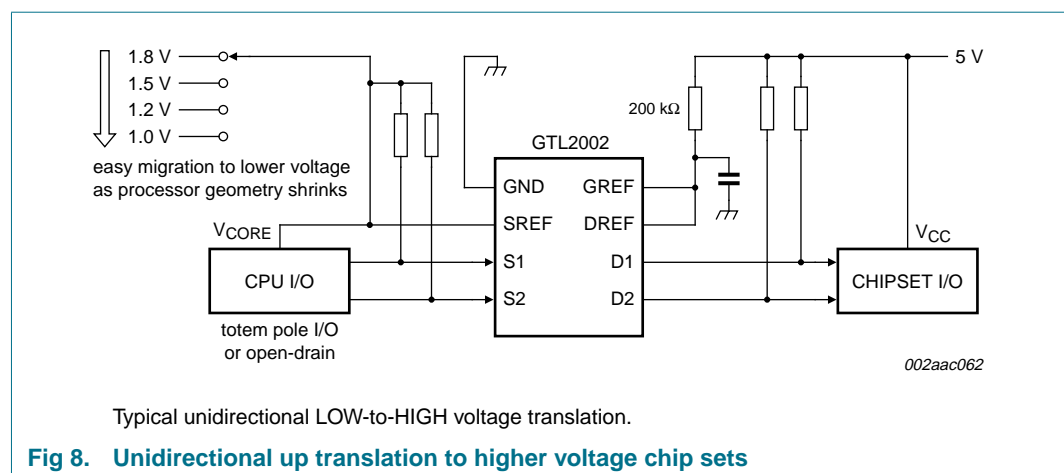 1.8 V
1.5 V
1.2 V
1.0 V
easy migration to lower voltage
as processor geometry shrinks
5 V
200 kΩ
GTL2002
GND GREF
SREF DREF
S1 D1
S2 D2
VCORE
CPU I/O
totem pole I/O
or open-drain
VCC
CHIPSET I/O
002aac062
Typical unidirectional LOW-to-HIGH voltage translation.
Fig 8. Unidirectional up translation to higher voltage chip sets